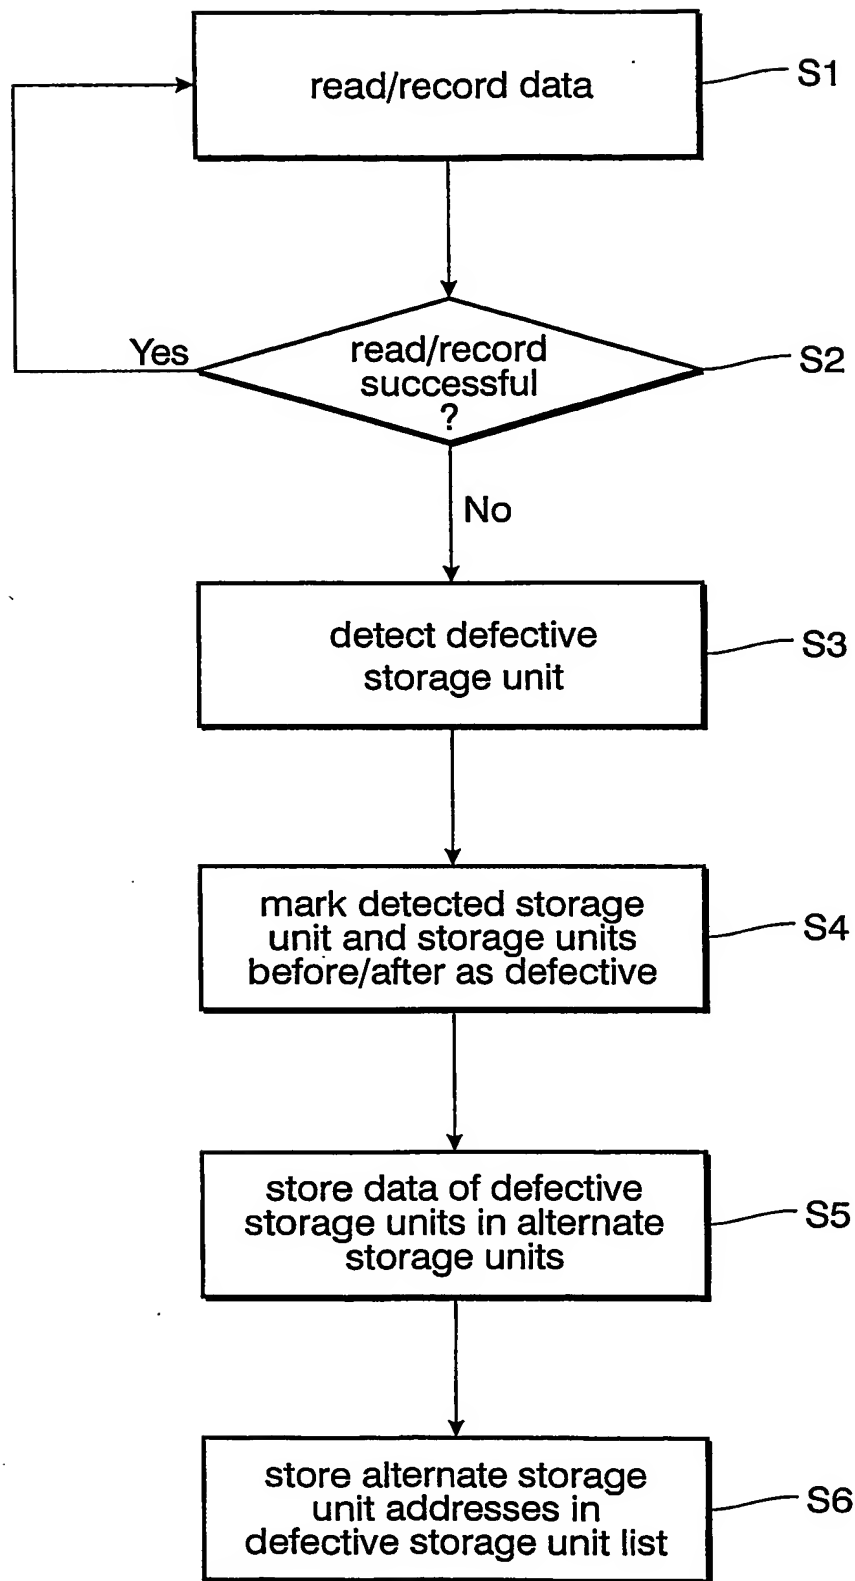 read/record data
S1
Yes
read/record
successful
?
S2
No
detect defective
storage unit
S3
mark detected storage
unit and storage units
before/after as defective
S4
store data of defective
storage units in alternate
storage units
S5
store alternate storage
unit addresses in
defective storage unit list
S6